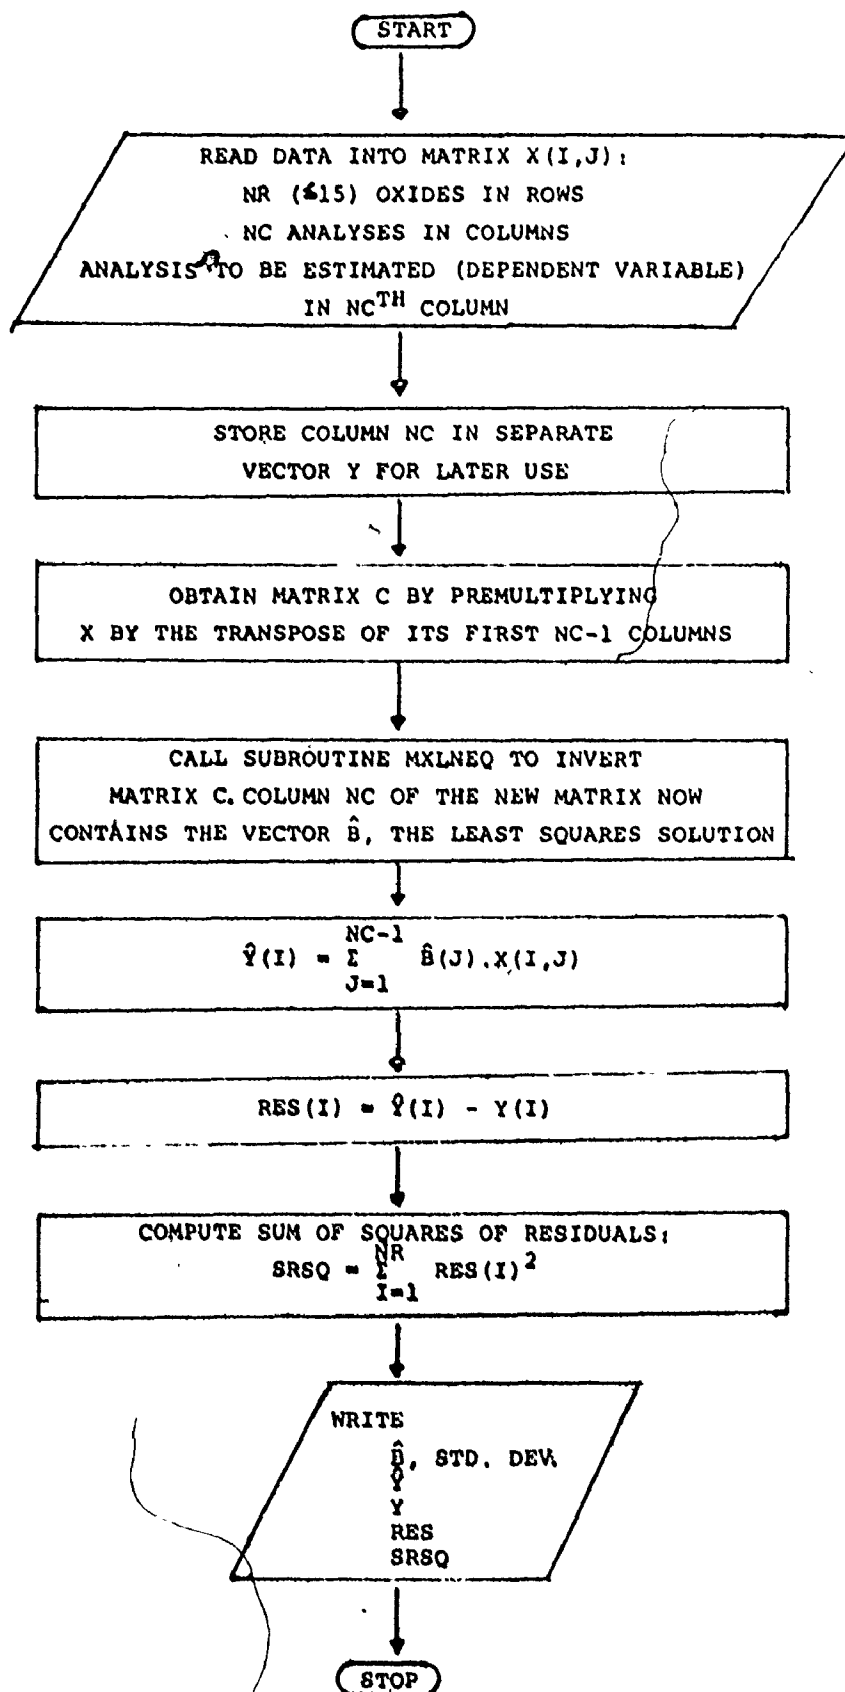 START
READ DATA INTO MATRIX X(I,J):
NR (≤15) OXIDES IN ROWS
NC ANALYSES IN COLUMNS
ANALYSIS TO BE ESTIMATED (DEPENDENT VARIABLE)
IN NCTH COLUMN
STORE COLUMN NC IN SEPARATE
VECTOR Y FOR LATER USE
OBTAIN MATRIX C BY PREMULTIPLYING
X BY THE TRANSPOSE OF ITS FIRST NC-1 COLUMNS
CALL SUBROUTINE MXLNEQ TO INVERT
MATRIX C. COLUMN NC OF THE NEW MATRIX NOW
CONTAINS THE VECTOR B̂, THE LEAST SQUARES SOLUTION
NC-1
Ŷ(I) = Σ B̂(J).X(I,J)
J=1
RES(I) = Ŷ(I) - Y(I)
COMPUTE SUM OF SQUARES OF RESIDUALS:
NR
SRSQ = Σ RES(I)²
I=1
WRITE
B̂, STD. DEV.
Ŷ
Y
RES
SRSQ
STOP